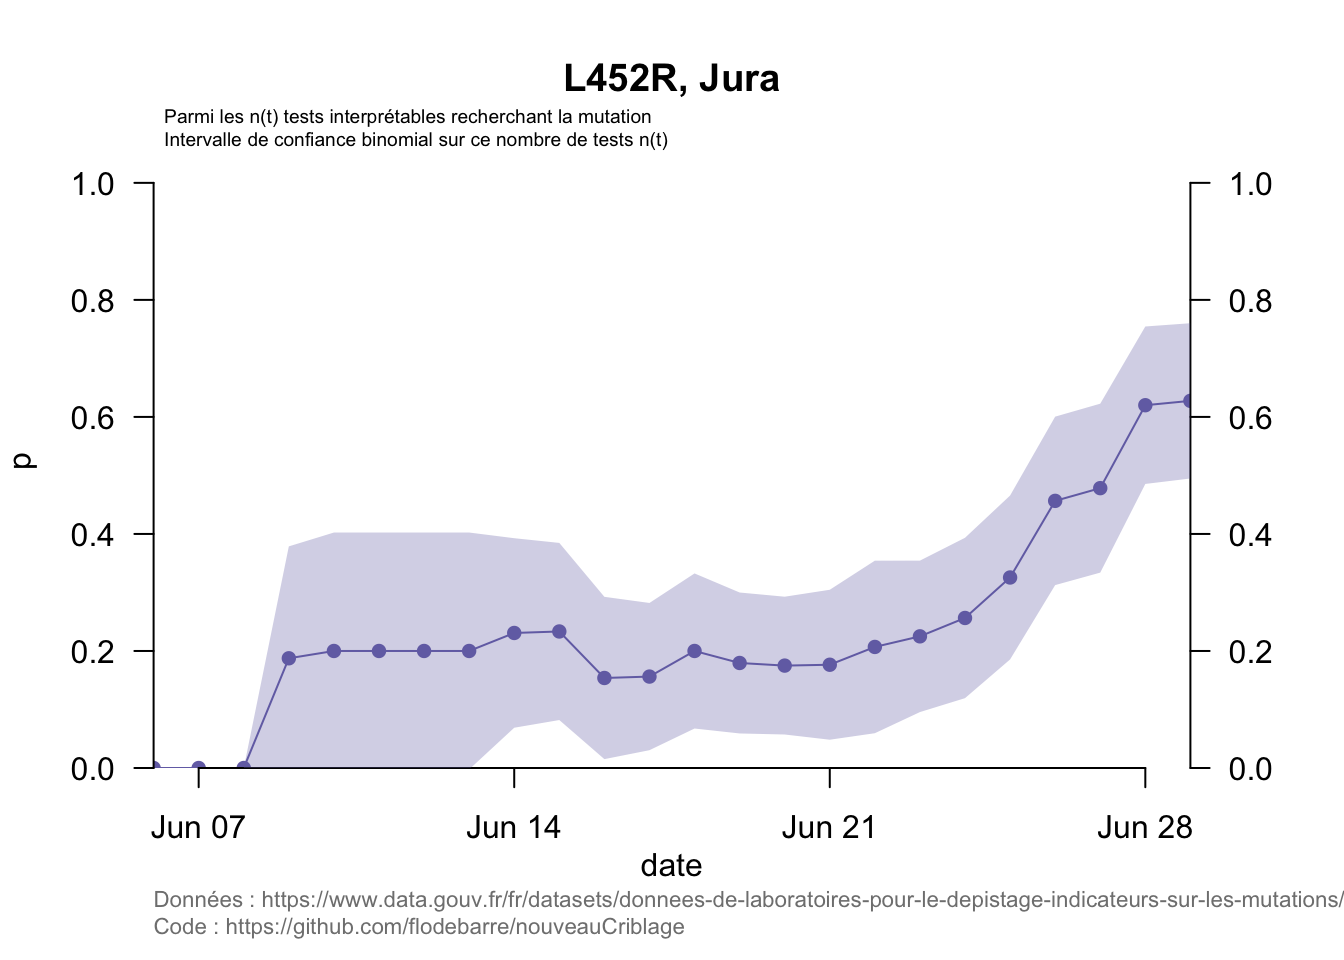 L452R, Jura
Parmi les n(t) tests interprétables recherchant la mutation
Intervalle de confiance binomial sur ce nombre de tests n(t)
1.0
0.8
0.6
0.4
0.2
0.0
p
1.0
0.8
0.6
0.4
0.2
0.0
Jun 07 Jun 14 Jun 21 Jun 28
date
Données : https://www.data.gouv.fr/fr/datasets/donnees-de-laboratoires-pour-le-depistage-indicateurs-sur-les-mutations/
Code : https://github.com/flodebarre/nouveauCriblage